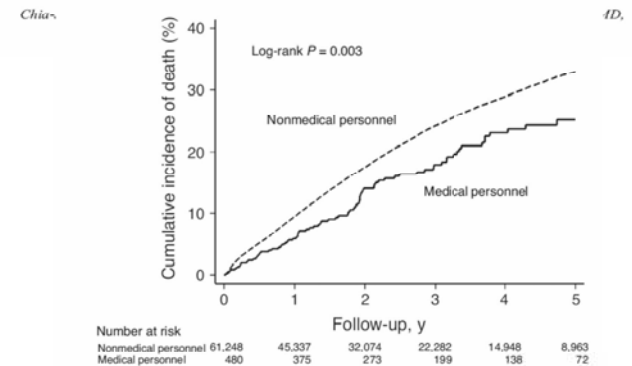 Chia-
MD,
Cumulative incidence of death (%)
40
30
20
10
0
Log-rank P = 0.003
Nonmedical personnel
Medical personnel
0 1 2 3 4 5
Follow-up, y
Number at risk
Nonmedical personnel 61,248 45,337 32,074 22,282 14,948 8,963
Medical personnel 480 375 273 199 138 72